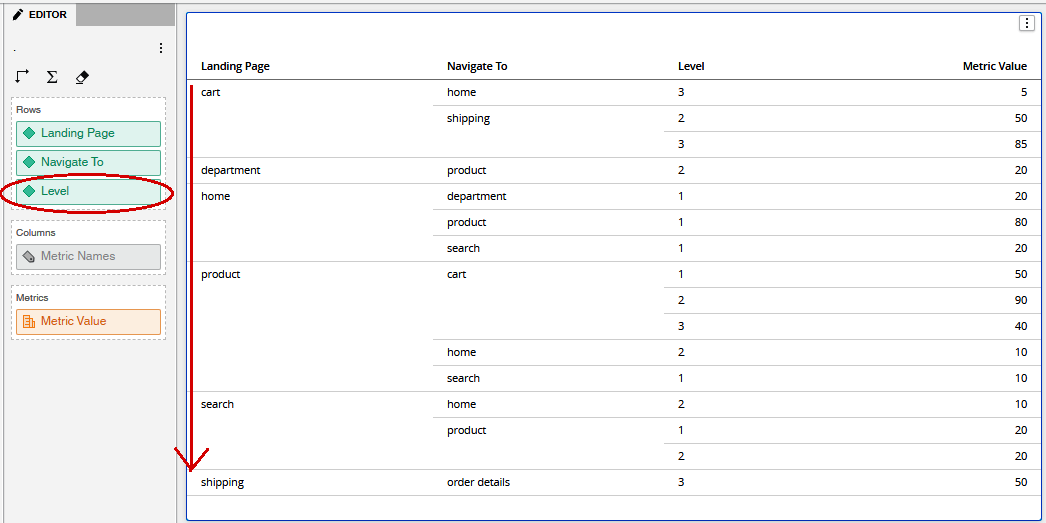 EDITOR
.
Rows
Landing Page
Navigate To
Level
Columns
Metric Names
Metrics
Metric Value
Landing Page Navigate To Level Metric Value
cart home 3 5
shipping 2 50
3 85
department product 2 20
home department 1 20
product 1 80
search 1 20
product cart 1 50
2 90
3 40
home 2 10
search 1 10
search home 2 10
product 1 20
2 20
shipping order details 3 50